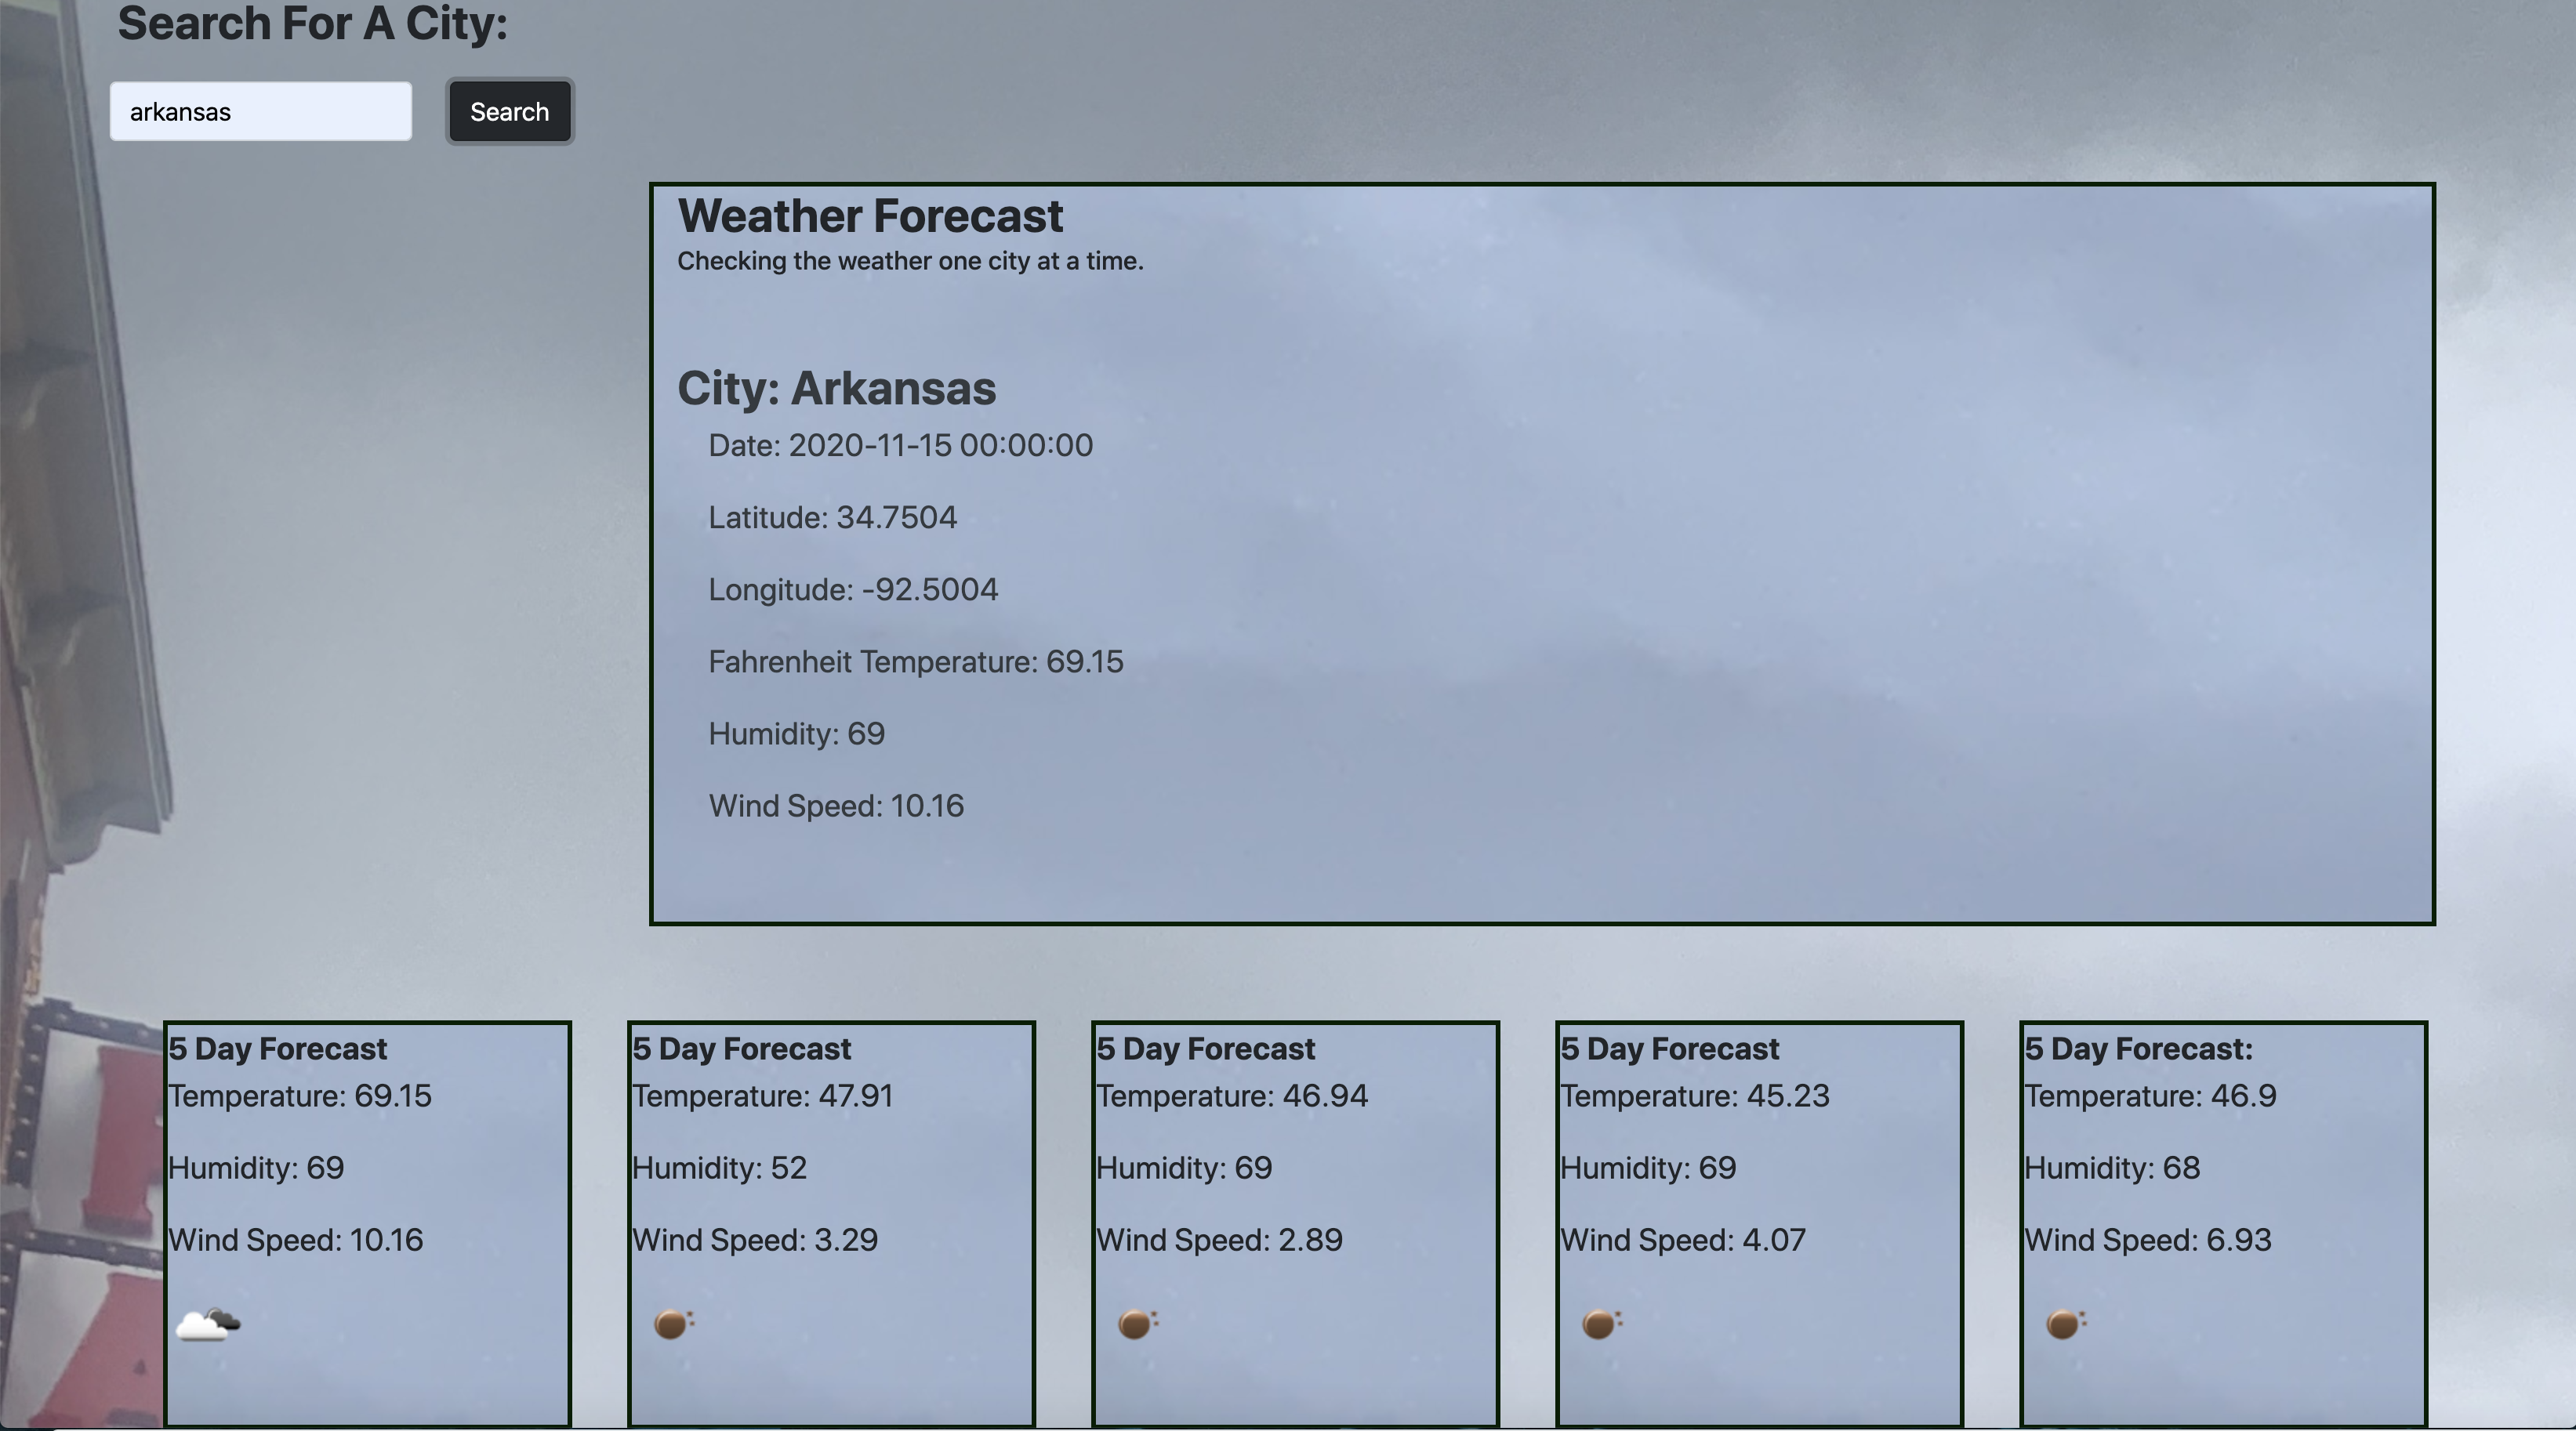 Search For A City:
arkansas
Search
Weather Forecast
Checking the weather one city at a time.
City: Arkansas
Date: 2020-11-15 00:00:00
Latitude: 34.7504
Longitude: -92.5004
Fahrenheit Temperature: 69.15
Humidity: 69
Wind Speed: 10.16
5 Day Forecast
Temperature: 69.15
Humidity: 69
Wind Speed: 10.16
5 Day Forecast
Temperature: 47.91
Humidity: 52
Wind Speed: 3.29
5 Day Forecast
Temperature: 46.94
Humidity: 69
Wind Speed: 2.89
5 Day Forecast
Temperature: 45.23
Humidity: 69
Wind Speed: 4.07
5 Day Forecast:
Temperature: 46.9
Humidity: 68
Wind Speed: 6.93